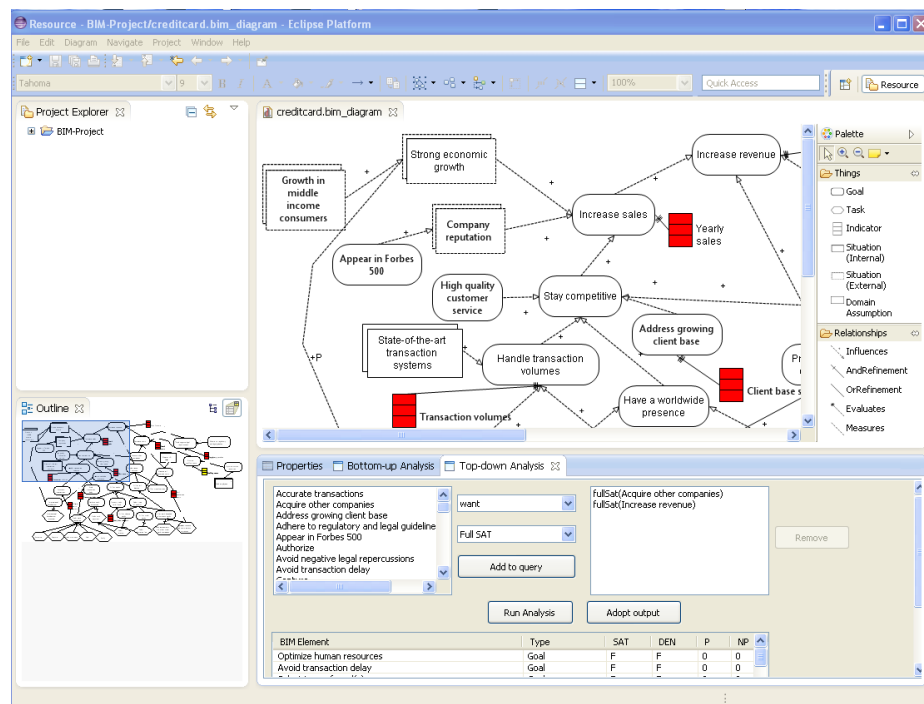 Resource - BIM-Project/creditcard.bim_diagram - Eclipse Platform
File Edit Diagram Navigate Project Window Help
Tahoma 9 B I A 100% Quick Access Resource
Project Explorer
BIM-Project
creditcard.bim_diagram
Growth in
middle
income
consumers
Strong economic
growth
Increase revenue
Company
reputation
Increase sales
Yearly
sales
Appear in Forbes
500
High quality
customer
service
Stay competitive
Address growing
client base
State-of-the-art
transaction
systems
Handle transaction
volumes
+P
Transaction volumes
Have a worldwide
presence
Client base s
Palette
Things
Goal
Task
Indicator
Situation
(Internal)
Situation
(External)
Domain
Assumption
Relationships
Influences
AndRefinement
OrRefinement
Evaluates
Measures
Outline
Properties Bottom-up Analysis Top-down Analysis
Accurate transactions
Acquire other companies
Address growing client base
Adhere to regulatory and legal guideline
Appear in Forbes 500
Authorize
Avoid negative legal repercussions
Avoid transaction delay
want
Full SAT
Add to query
fullSat(Acquire other companies)
fullSat(Increase revenue)
Remove
Run Analysis Adopt output
BIM Element Type SAT DEN P NP
Optimize human resources Goal F F 0 0
Avoid transaction delay Goal F F 0 0